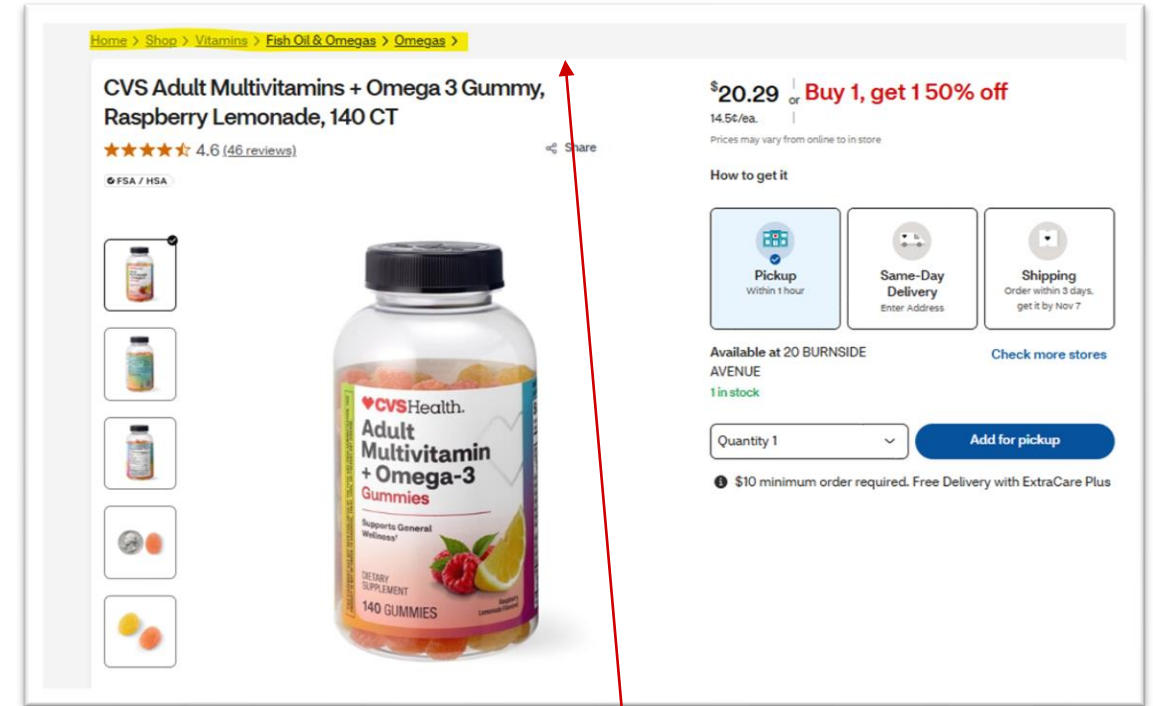 Home > Shop > Vitamins > Fish Oil & Omegas > Omegas >
CVS Adult Multivitamins + Omega 3 Gummy,
Raspberry Lemonade, 140 CT
4.6 (46 reviews)
Share
FSA / HSA
CVSHealth.
Adult
Multivitamin
+ Omega-3
Gummies
Supports General
Wellness†
DIETARY
SUPPLEMENT
140 GUMMIES
Raspberry
Lemonade Flavored
$20.29 or Buy 1, get 1 50% off
14.5¢/ea.
Prices may vary from online to in store
How to get it
Pickup
Within 1 hour
Same-Day
Delivery
Enter Address
Shipping
Order within 3 days,
get it by Nov 7
Available at 20 BURNSIDE
AVENUE
Check more stores
1 in stock
Quantity 1
Add for pickup
$10 minimum order required. Free Delivery with ExtraCare Plus